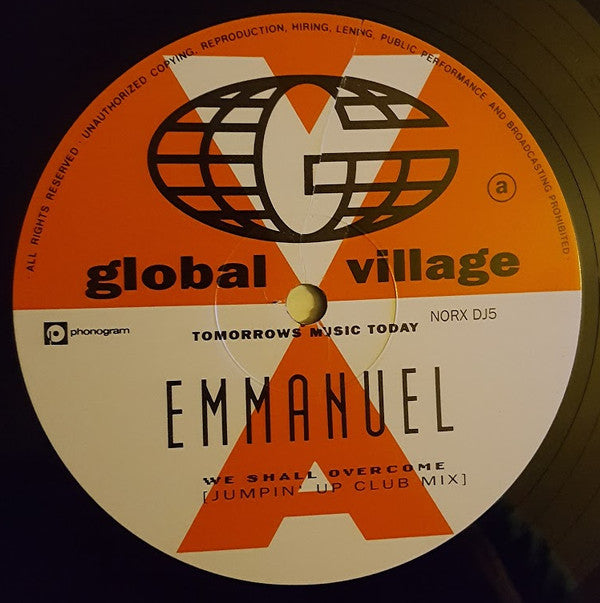 · ALL RIGHTS RESERVED · UNAUTHORIZED COPYING, REPRODUCTION, HIRING, LENDNG, PUBLIC PERFORMANCE AND BROADCASTING PROHIBITED ·
G
a
global village
phonogram
TOMORROWS MUSIC TODAY
NORX DJ5
EMMANUEL
WE SHALL OVERCOME
[JUMPIN' UP CLUB MIX]